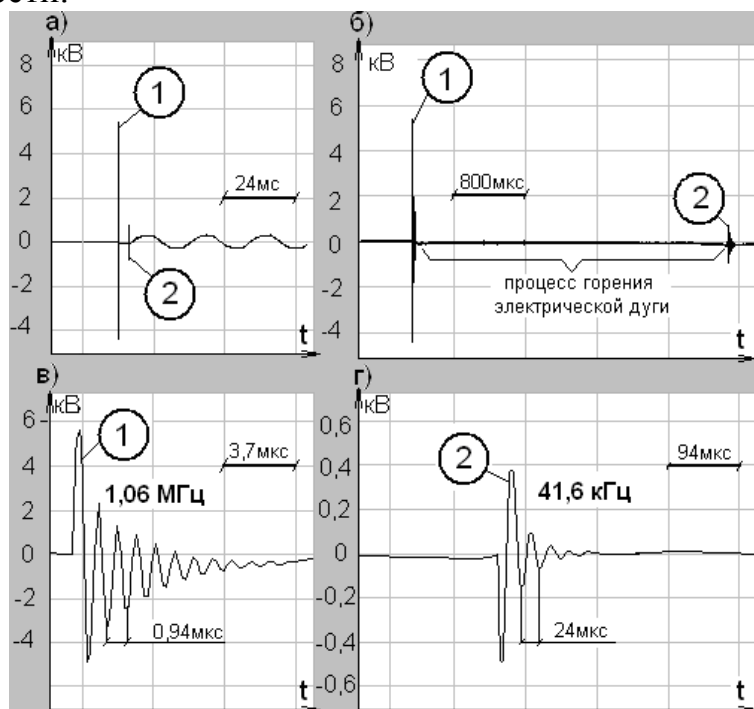 а)
кВ
8
6
4
2
0
-2
-4
1
2
24мс
t
б)
кВ
8
6
4
2
0
-2
-4
1
2
800мкс
процесс горения
электрической дуги
t
в)
кВ
6
4
2
0
-2
-4
1
3,7мкс
1,06 МГц
0,94мкс
t
г)
кВ
0,6
0,4
0,2
0
-0,2
-0,4
-0,6
2
94мкс
41,6 кГц
24мкс
t